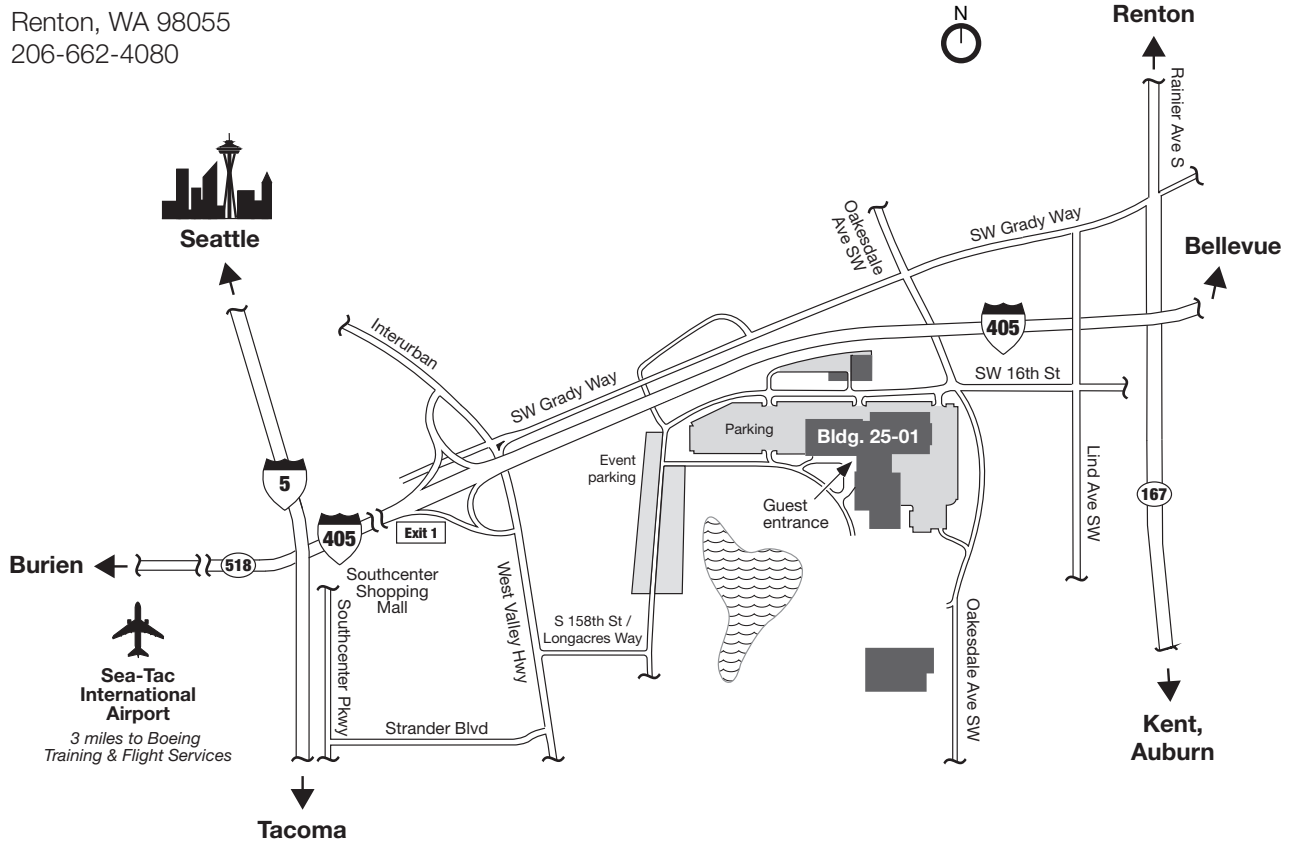 Renton, WA 98055
206-662-4080
N
Renton
Rainier Ave S
Seattle
Oakesdale
Ave SW
SW Grady Way
Bellevue
405
Interurban
SW Grady Way
SW 16th St
Parking
Bldg. 25-01
Event
parking
Guest
entrance
Lind Ave SW
167
5
405
Exit 1
Burien
518
Southcenter
Shopping
Mall
West Valley Hwy
S 158th St /
Longacres Way
Southcenter Pkwy
Oakesdale Ave SW
Sea-Tac
International
Airport
3 miles to Boeing
Training & Flight Services
Strander Blvd
Kent,
Auburn
Tacoma